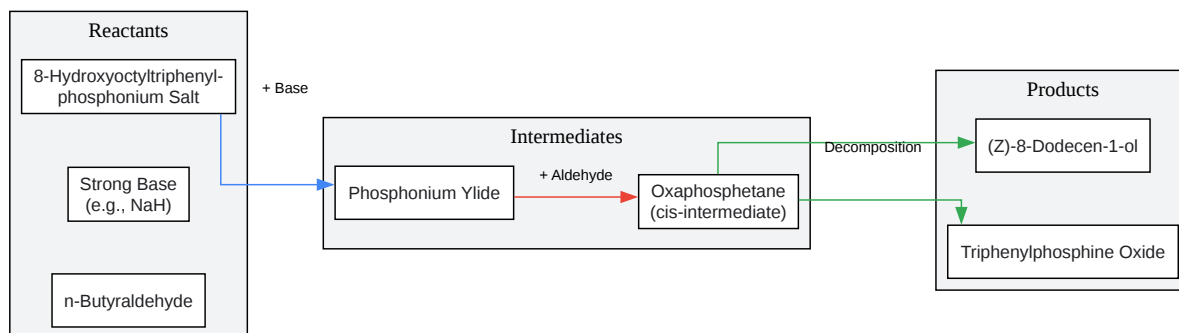 Reactants
8-Hydroxyoctyltriphenyl-
phosphonium Salt
Strong Base
(e.g., NaH)
n-Butyraldehyde
+ Base
Intermediates
Phosphonium Ylide
+ Aldehyde
Oxaphosphetane
(cis-intermediate)
Decomposition
Products
(Z)-8-Dodecen-1-ol
Triphenylphosphine Oxide